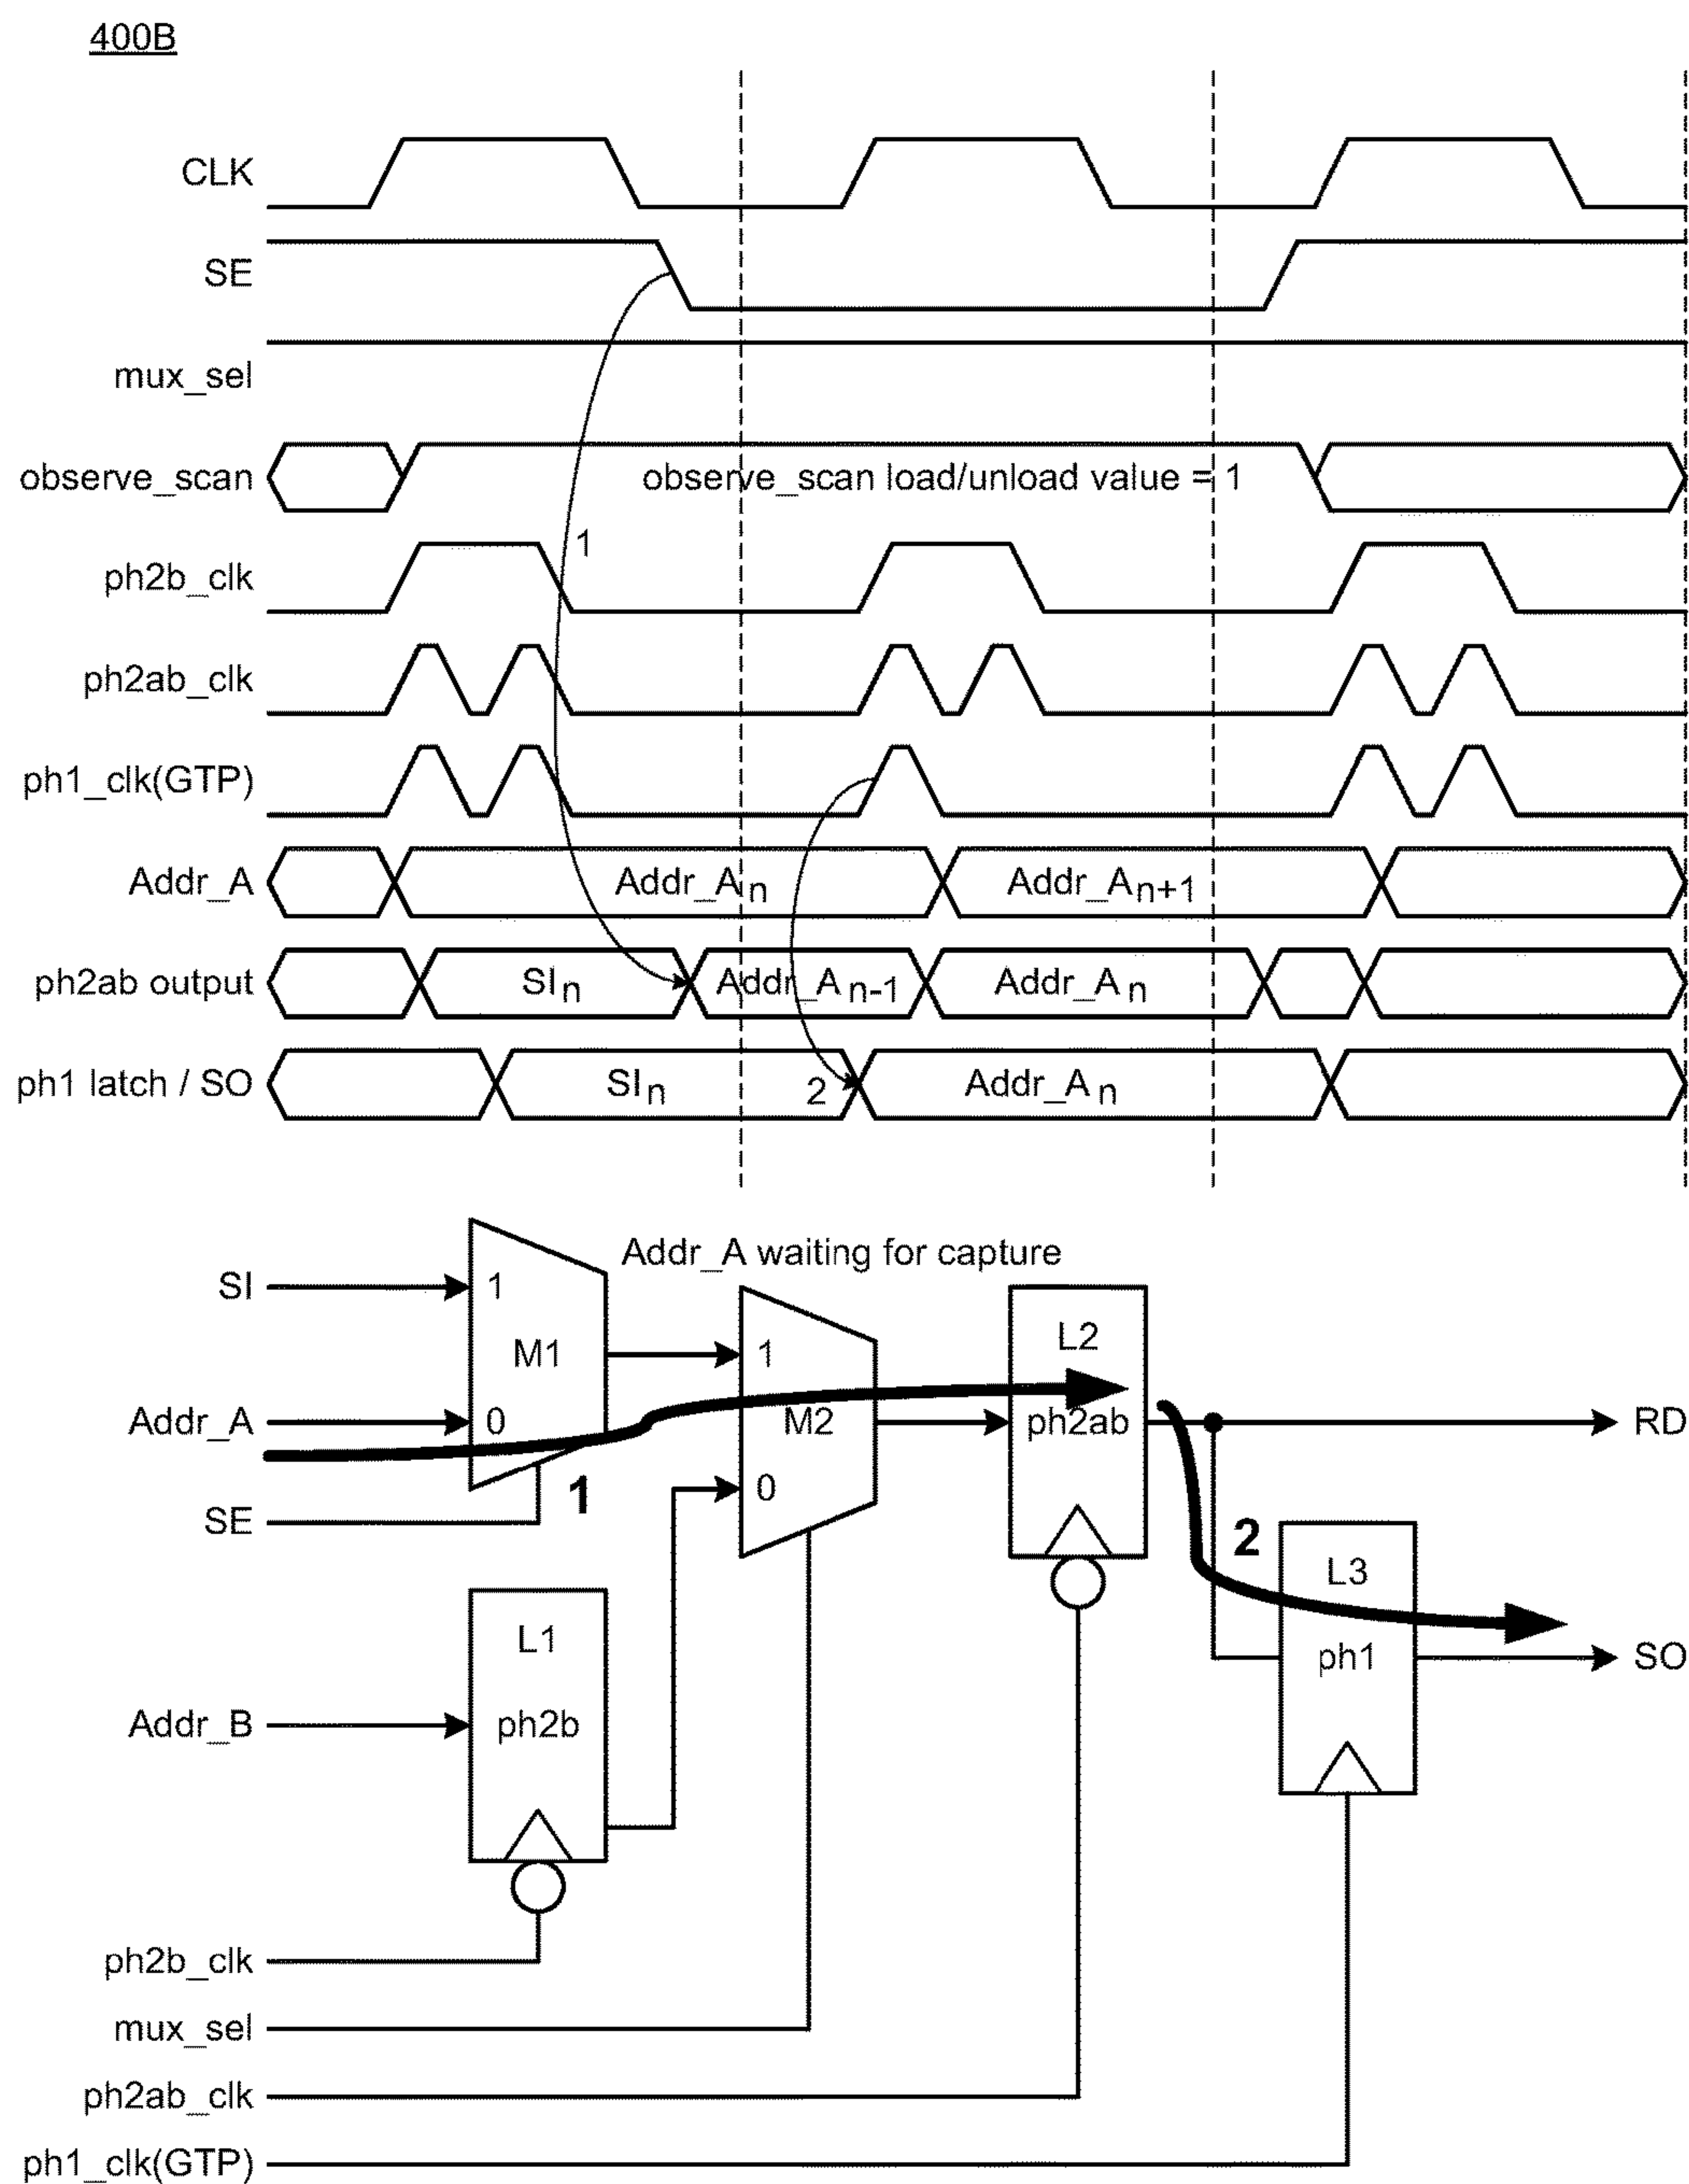 400B
CLK
SE
mux_sel
observe_scan
observe_scan load/unload value = 1
1
ph2b_clk
ph2ab_clk
ph1_clk(GTP)
Addr_A
Addr_An
Addr_An+1
ph2ab output
SIn
Addr_An-1
Addr_An
ph1 latch / SO
SIn
2
Addr_An
Addr_A waiting for capture
SI
1
M1
1
L2
Addr_A
0
M2
ph2ab
RD
SE
1
0
2
L3
L1
ph1
SO
Addr_B
ph2b
ph2b_clk
mux_sel
ph2ab_clk
ph1_clk(GTP)